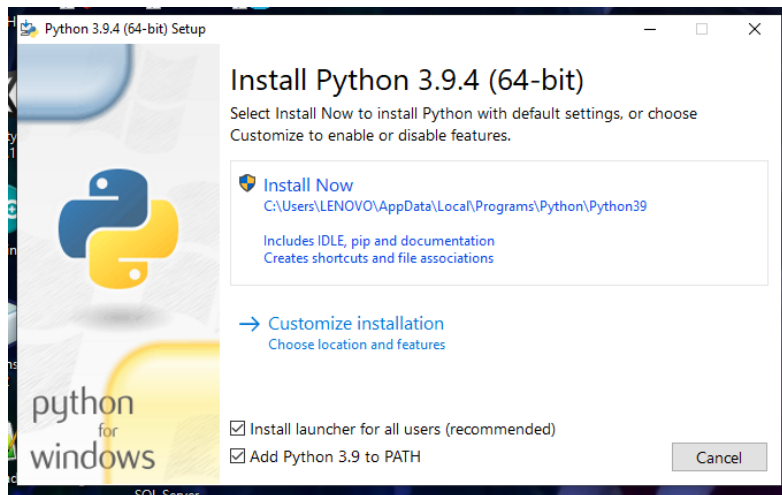 Python 3.9.4 (64-bit) Setup
Install Python 3.9.4 (64-bit)
Select Install Now to install Python with default settings, or choose
Customize to enable or disable features.
Install Now
C:\Users\LENOVO\AppData\Local\Programs\Python\Python39
Includes IDLE, pip and documentation
Creates shortcuts and file associations
Customize installation
Choose location and features
python
for
windows
Install launcher for all users (recommended)
Add Python 3.9 to PATH
Cancel
SQL Server